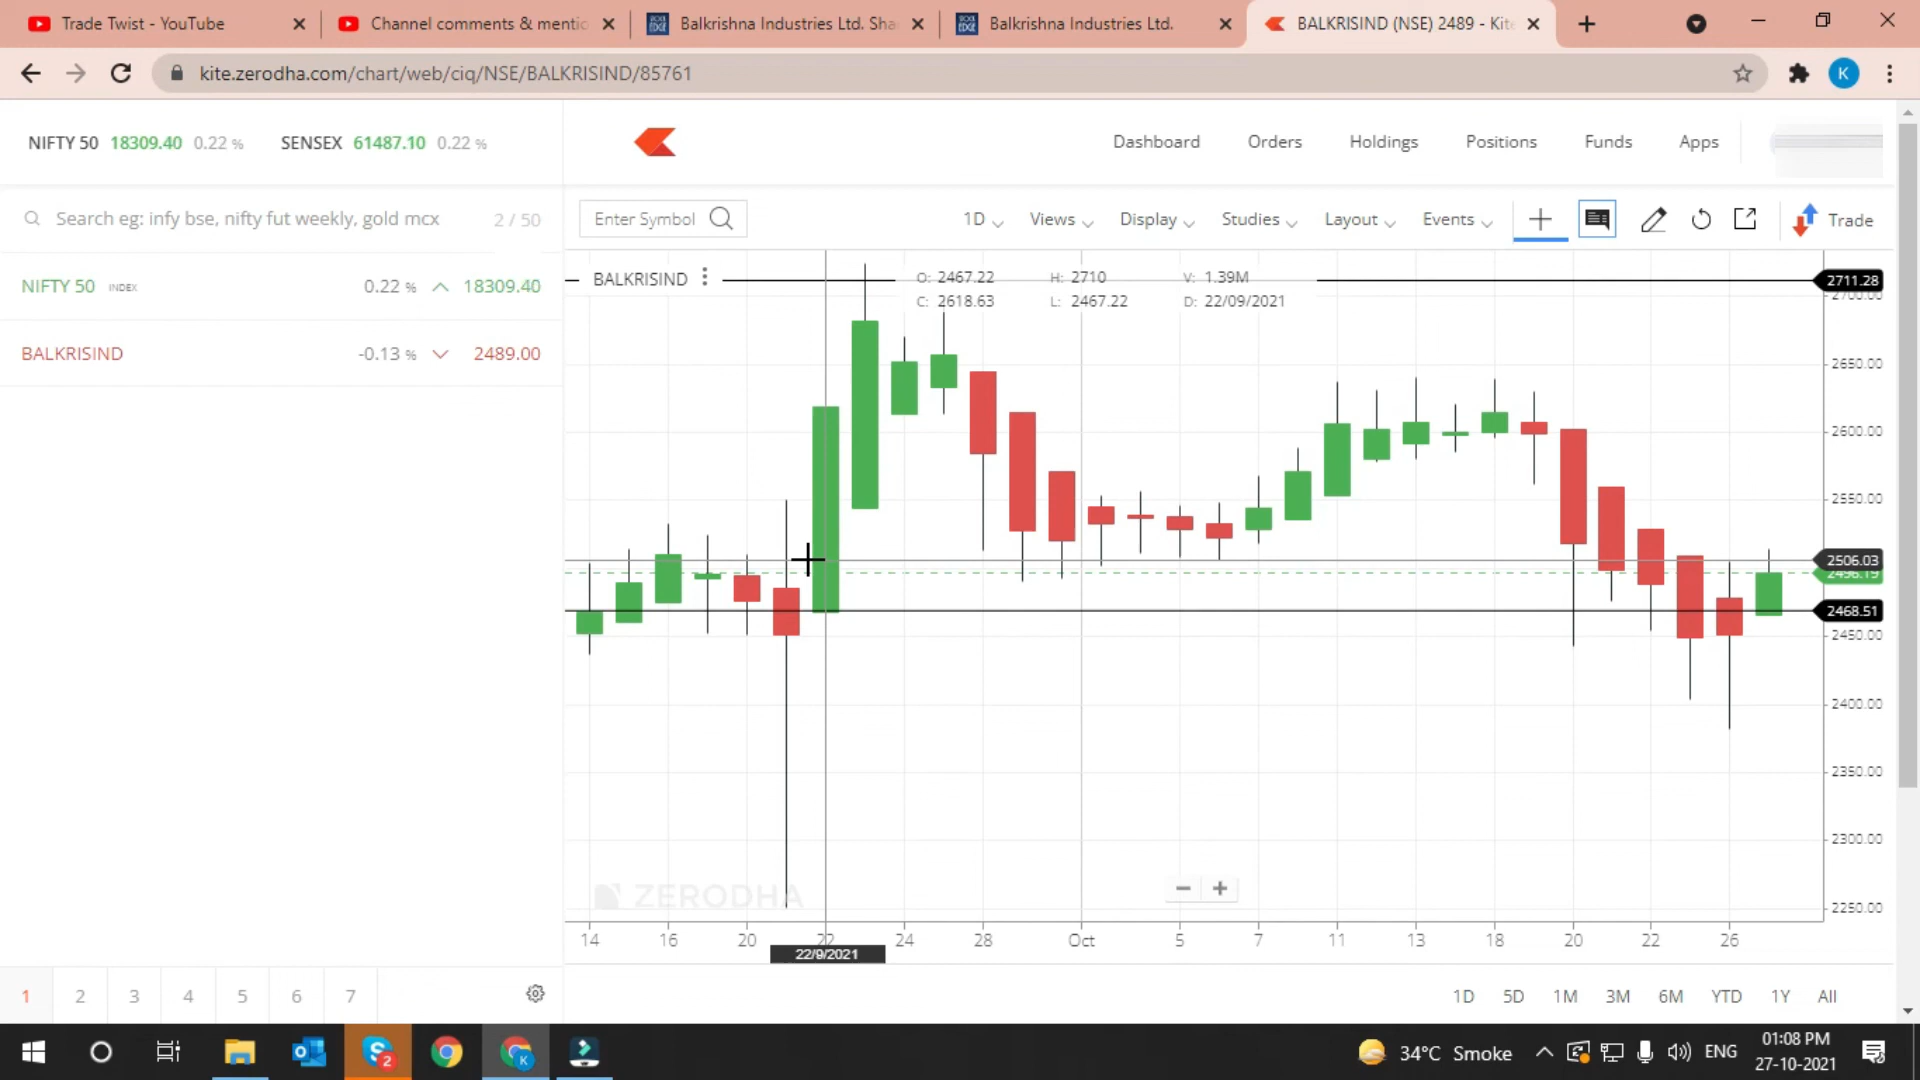 Trade Twist - YouTube
Channel comments & mentic
Balkrishna Industries Ltd. Sha
Balkrishna Industries Ltd.
BALKRISIND (NSE) 2489 - Kite
kite.zerodha.com/chart/web/ciq/NSE/BALKRISIND/85761
K
NIFTY 50 18309.40 0.22 % SENSEX 61487.10 0.22 %
Dashboard Orders Holdings Positions Funds Apps
Search eg: infy bse, nifty fut weekly, gold mcx 2 / 50
Enter Symbol 1D Views Display Studies Layout Events Trade
NIFTY 50 INDEX 0.22 % 18309.40
BALKRISIND -0.13 % 2489.00
BALKRISIND O: 2467.22 H: 2710 V: 1.39M
C: 2618.63 L: 2467.22 D: 22/09/2021
2711.28
2700.00
2650.00
2600.00
2550.00
2506.03
2496.19
2468.51
2450.00
2400.00
2350.00
2300.00
2250.00
ZERODHA
14 16 20 22 24 28 Oct 5 7 11 13 18 20 22 26
22/9/2021
1 2 3 4 5 6 7
1D 5D 1M 3M 6M YTD 1Y All
2 K 34°C Smoke ENG 01:08 PM
27-10-2021